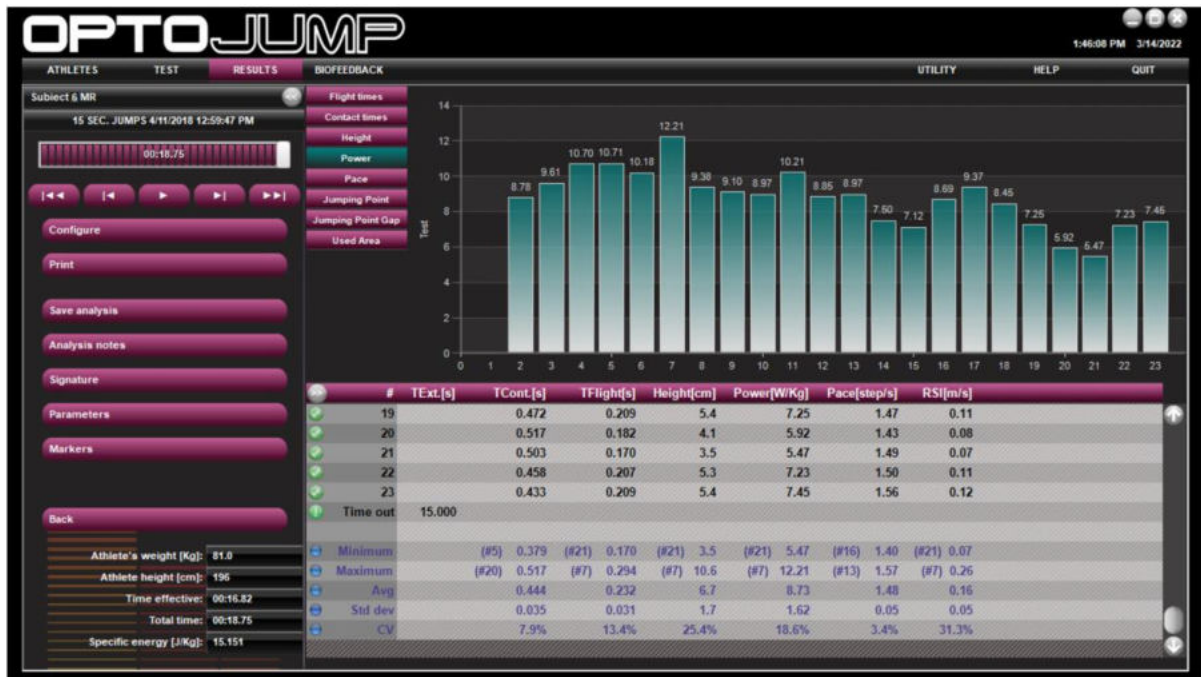 OPTOJUMP
1:46:08 PM 3/14/2022
ATHLETES TEST RESULTS BIOFEEDBACK UTILITY HELP QUIT
Subject 6 MR
15 SEC. JUMPS 4/11/2018 12:59:47 PM
00:18.75
Configure
Print
Save analysis
Analysis notes
Signature
Parameters
Markers
Back
Athlete's weight [Kg]: 81.0
Athlete height [cm]: 196
Time effective: 00:16.82
Total time: 00:18.75
Specific energy [J/Kg]: 15.151
Flight times
Contact times
Height
Power
Pace
Jumping Point
Jumping Point Gap
Used Area
Test
14
12
10
8
6
4
2
0
8.78 9.61 10.70 10.71 10.18 12.21 9.38 9.10 8.97 10.21 8.85 8.97 7.50 7.12 8.69 9.37 8.45 7.25 5.92 5.47 7.23 7.45
0 1 2 3 4 5 6 7 8 9 10 11 12 13 14 15 16 17 18 19 20 21 22 23
# TExt.[s] TCont.[s] TFlight[s] Height[cm] Power[W/Kg] Pace[step/s] RSI[m/s]
19 0.472 0.209 5.4 7.25 1.47 0.11
20 0.517 0.182 4.1 5.92 1.43 0.08
21 0.503 0.170 3.5 5.47 1.49 0.07
22 0.458 0.207 5.3 7.23 1.50 0.11
23 0.433 0.209 5.4 7.45 1.56 0.12
Time out 15.000
Minimum (#5) 0.379 (#21) 0.170 (#21) 3.5 (#21) 5.47 (#16) 1.40 (#21) 0.07
Maximum (#20) 0.517 (#7) 0.294 (#7) 10.6 (#7) 12.21 (#13) 1.57 (#7) 0.26
Avg 0.444 0.232 6.7 8.73 1.48 0.16
Std dev 0.035 0.031 1.7 1.62 0.05 0.05
CV 7.9% 13.4% 25.4% 18.6% 3.4% 31.3%